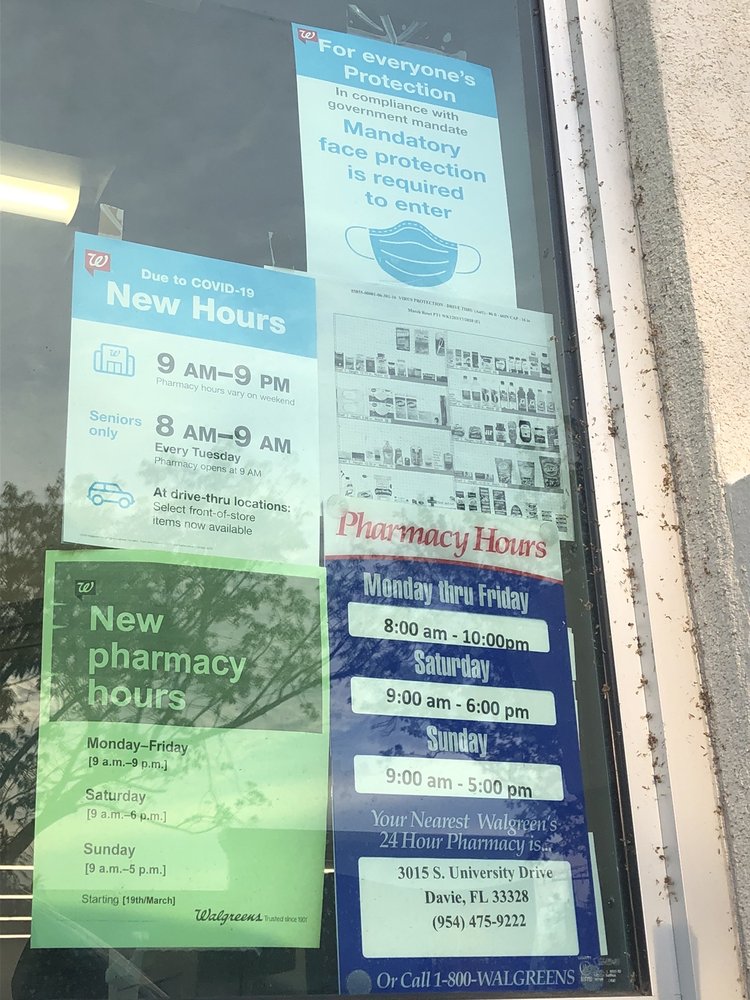 For everyone's
Protection
In compliance with
government mandate
Mandatory
face protection
is required
to enter
Due to COVID-19
New Hours
9 AM–9 PM
Pharmacy hours vary on weekend
Seniors
only
8 AM–9 AM
Every Tuesday
Pharmacy opens at 9 AM
At drive-thru locations:
Select front-of-store
items now available
New
pharmacy
hours
Monday–Friday
[9 a.m.–9 p.m.]
Saturday
[9 a.m.–6 p.m.]
Sunday
[9 a.m.–5 p.m.]
Starting [19th/March]
Walgreens Trusted since 1901
Pharmacy Hours
Monday thru Friday
8:00 am - 10:00pm
Saturday
9:00 am - 6:00 pm
Sunday
9:00 am - 5:00 pm
Your Nearest Walgreen's
24 Hour Pharmacy is...
3015 S. University Drive
Davie, FL 33328
(954) 475-9222
Or Call 1-800-WALGREENS